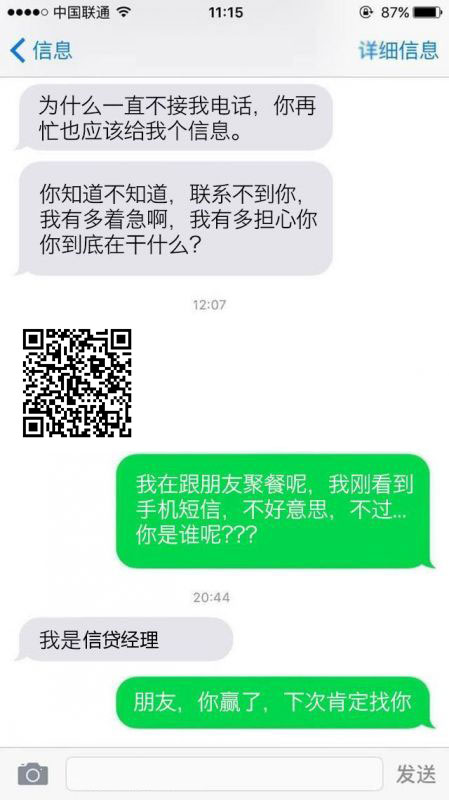 中国联通 11:15 87%
信息 详细信息
为什么一直不接我电话，你再
忙也应该给我个信息。
你知道不知道，联系不到你，
我有多着急啊，我有多担心你
你到底在干什么？
12:07
我在跟朋友聚餐呢，我刚看到
手机短信，不好意思，不过...
你是谁呢???
20:44
我是信贷经理
朋友，你赢了，下次肯定找你
发送